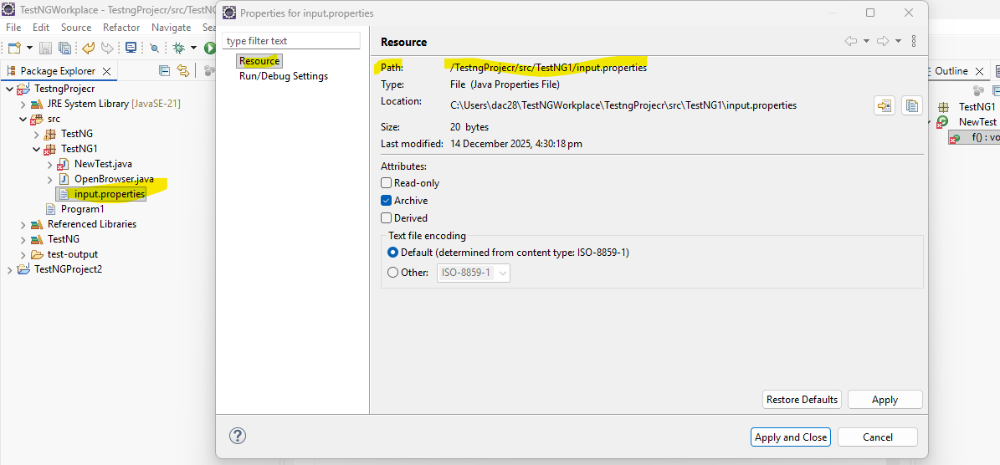 TestNGWorkplace - TestngProjecr/src/TestNG
Properties for input.properties
File Edit Source Refactor Navigate Sea
Package Explorer
TestngProjecr
JRE System Library [JavaSE-21]
src
TestNG
TestNG1
NewTest.java
OpenBrowser.java
input.properties
Program1
Referenced Libraries
TestNG
test-output
TestNGProject2
type filter text
Resource
Run/Debug Settings
Resource
Path: /TestngProjecr/src/TestNG1/input.properties
Type: File (Java Properties File)
Location: C:\Users\dac28\TestNGWorkplace\TestngProjecr\src\TestNG1\input.properties
Size: 20 bytes
Last modified: 14 December 2025, 4:30:18 pm
Attributes:
Read-only
Archive
Derived
Text file encoding
Default (determined from content type: ISO-8859-1)
Other: ISO-8859-1
Restore Defaults Apply
? Apply and Close Cancel
Outline
TestNG1
NewTest
f() : vo